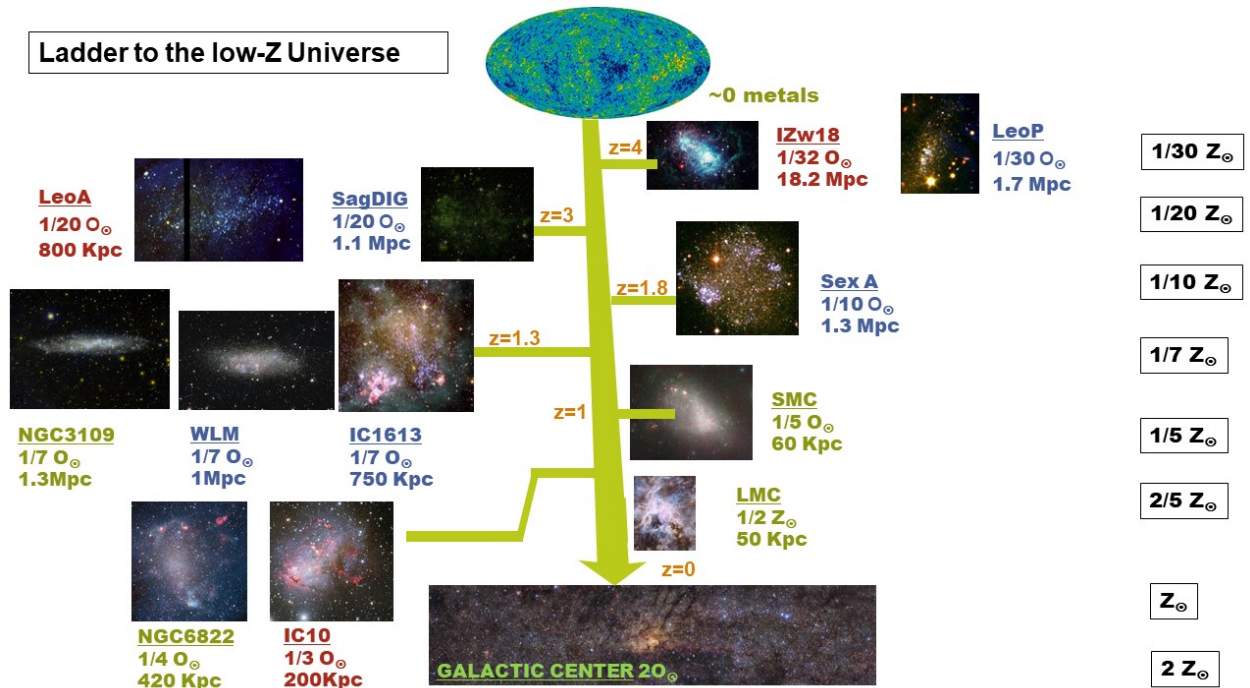 Ladder to the low-Z Universe
~0 metals
z=4
IZw18
1/32 O⊙
18.2 Mpc
LeoP
1/30 O⊙
1.7 Mpc
1/30 Z⊙
LeoA
1/20 O⊙
800 Kpc
SagDIG
1/20 O⊙
1.1 Mpc
z=3
1/20 Z⊙
z=1.8
Sex A
1/10 O⊙
1.3 Mpc
1/10 Z⊙
z=1.3
1/7 Z⊙
NGC3109
1/7 O⊙
1.3Mpc
WLM
1/7 O⊙
1Mpc
IC1613
1/7 O⊙
750 Kpc
z=1
SMC
1/5 O⊙
60 Kpc
1/5 Z⊙
LMC
1/2 Z⊙
50 Kpc
2/5 Z⊙
z=0
NGC6822
1/4 O⊙
420 Kpc
IC10
1/3 O⊙
200Kpc
Z⊙
GALACTIC CENTER 2O⊙
2 Z⊙